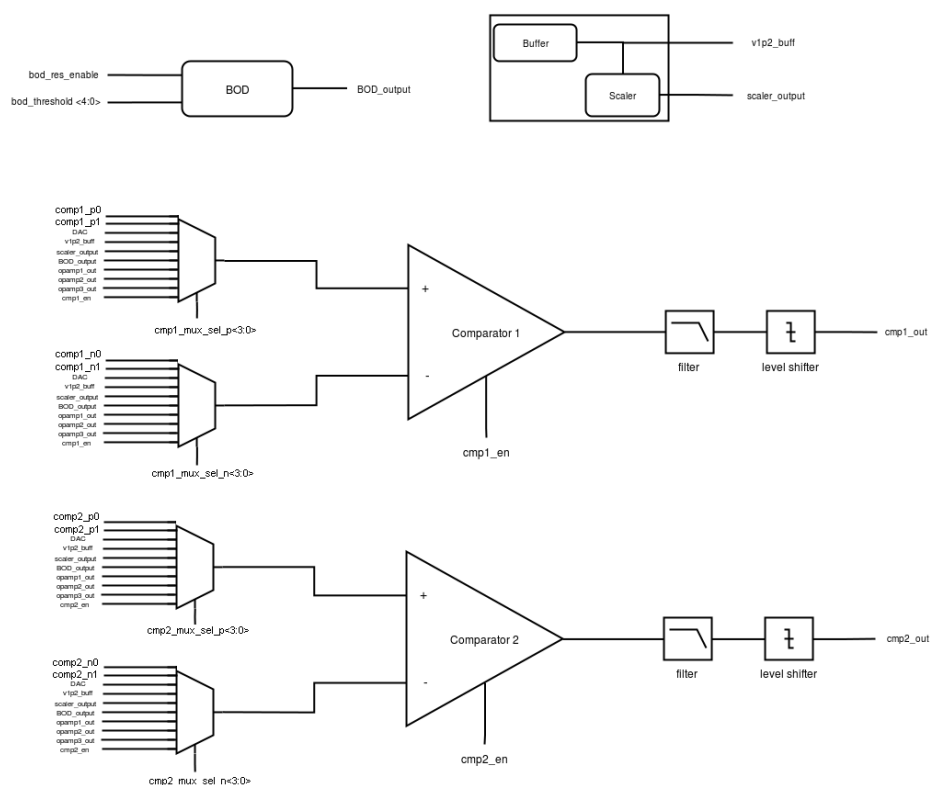 Buffer
v1p2_buff
bod_res_enable
BOD
BOD_output
bod_threshold <4:0>
Scaler
scaler_output
comp1_p0
comp1_p1
DAC
v1p2_buff
scaler_output
BOD_output
opamp1_out
opamp2_out
opamp3_out
cmp1_en
cmp1_mux_sel_p<3:0>
comp1_n0
comp1_n1
DAC
v1p2_buff
scaler_output
BOD_output
opamp1_out
opamp2_out
opamp3_out
cmp1_en
cmp1_mux_sel_n<3:0>
+
Comparator 1
-
cmp1_en
filter
level shifter
cmp1_out
comp2_p0
comp2_p1
DAC
v1p2_buff
scaler_output
BOD_output
opamp1_out
opamp2_out
opamp3_out
cmp2_en
cmp2_mux_sel_p<3:0>
comp2_n0
comp2_n1
DAC
v1p2_buff
scaler_output
BOD_output
opamp1_out
opamp2_out
opamp3_out
cmp2_en
cmp2_mux_sel_n<3:0>
+
Comparator 2
-
cmp2_en
filter
level shifter
cmp2_out